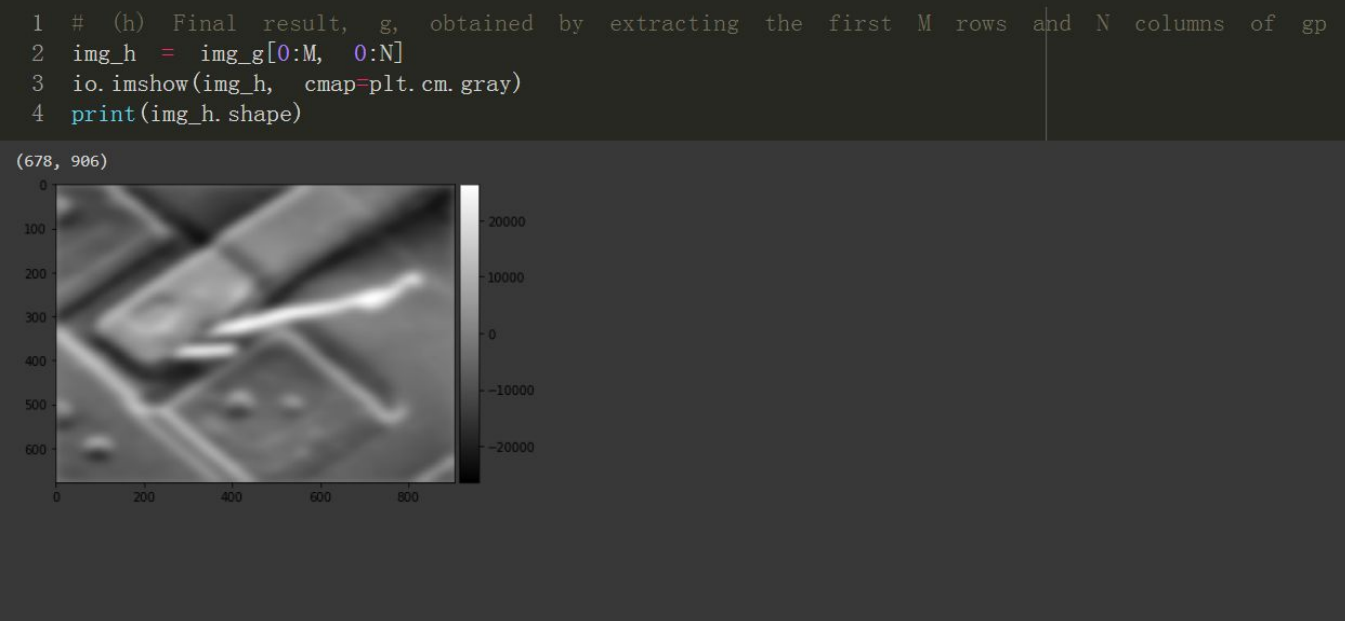 1 # (h) Final result, g, obtained by extracting the first M rows and N columns of gp
2 img_h = img_g[0:M, 0:N]
3 io.imshow(img_h, cmap=plt.cm.gray)
4 print(img_h.shape)
(678, 906)
0
100
200
300
400
500
600
0 200 400 600 800
20000
10000
0
-10000
-20000